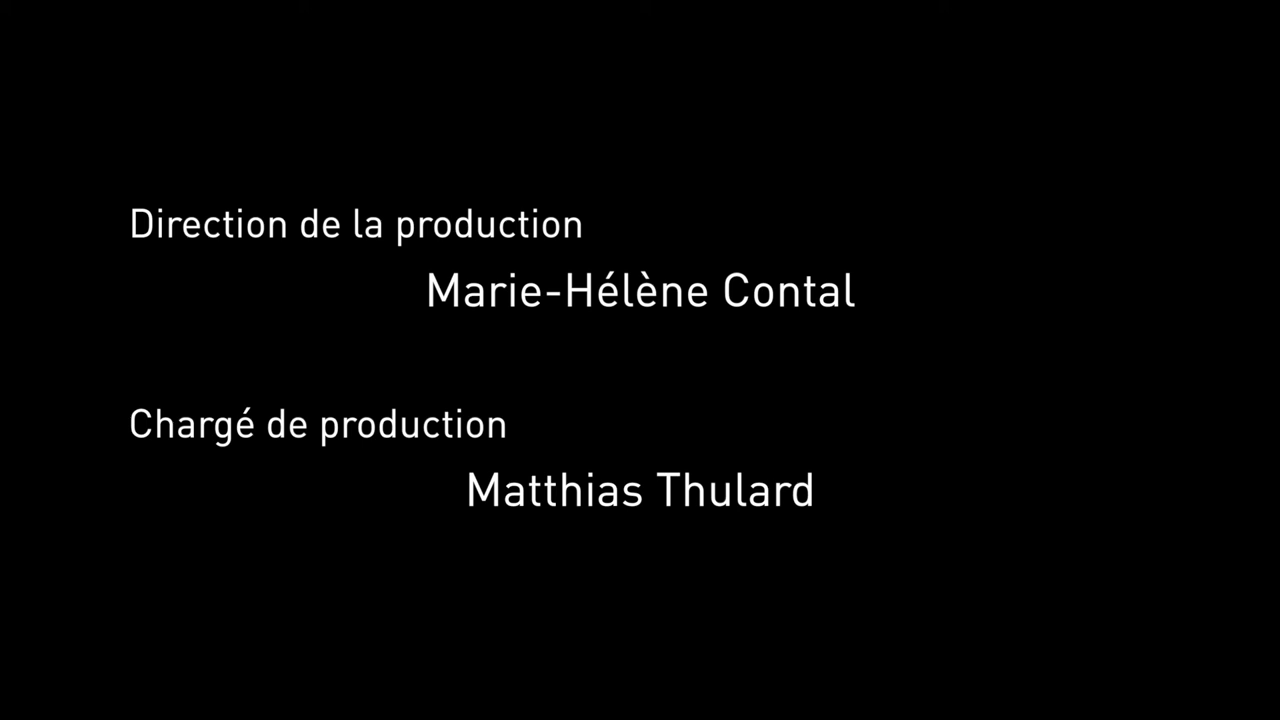 Direction de la production
Marie-Hélène Contal
Chargé de production
Matthias Thulard